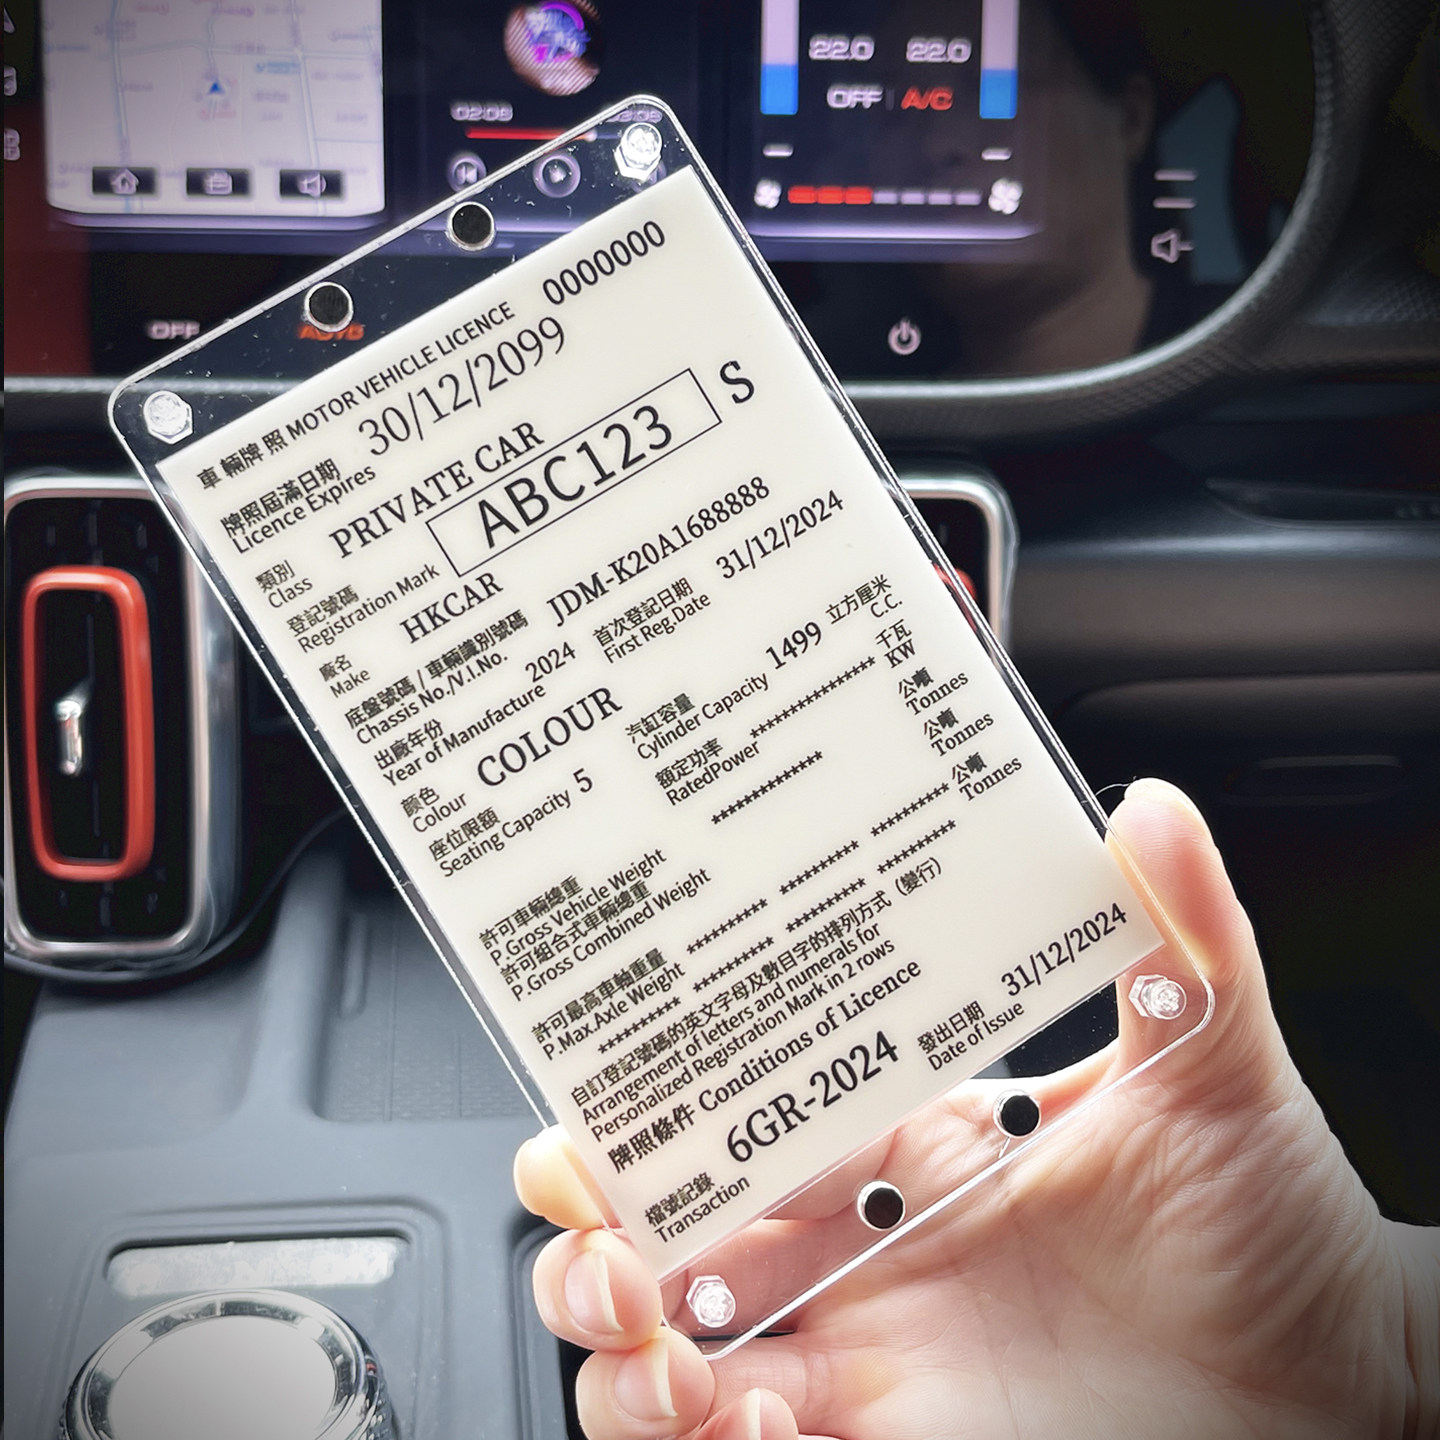 22.0 22.0
OFF A/C
02:06
OFF
AUTO
車輛牌照 MOTOR VEHICLE LICENCE 0000000
牌照屆滿日期
Licence Expires 30/12/2099
類別
Class PRIVATE CAR
登記號碼
Registration Mark ABC123 S
廠名
Make HKCAR
底盤號碼 / 車輛識別號碼
Chassis No./V.I.No. JDM-K20A1688888
出廠年份
Year of Manufacture 2024
首次登記日期
First Reg.Date 31/12/2024
顏色
Colour COLOUR
汽缸容量
Cylinder Capacity 1499 立方厘米
C.C.
座位限額
Seating Capacity 5
額定功率
RatedPower **************** 千瓦
KW
************** 公噸
Tonnes
許可車輛總重
P.Gross Vehicle Weight 公噸
Tonnes
許可組合式車輛總重
P.Gross Combined Weight
許可最高車軸重量
P.Max.Axle Weight ********** ********** ********** 公噸
Tonnes
********** ********** ********** **********
自訂登記號碼的英文字母及數目字的排列方式（雙行）
Arrangement of letters and numerals for
Personalized Registration Mark in 2 rows
牌照條件 Conditions of Licence
6GR-2024
檔號記錄
Transaction
發出日期
Date of Issue 31/12/2024